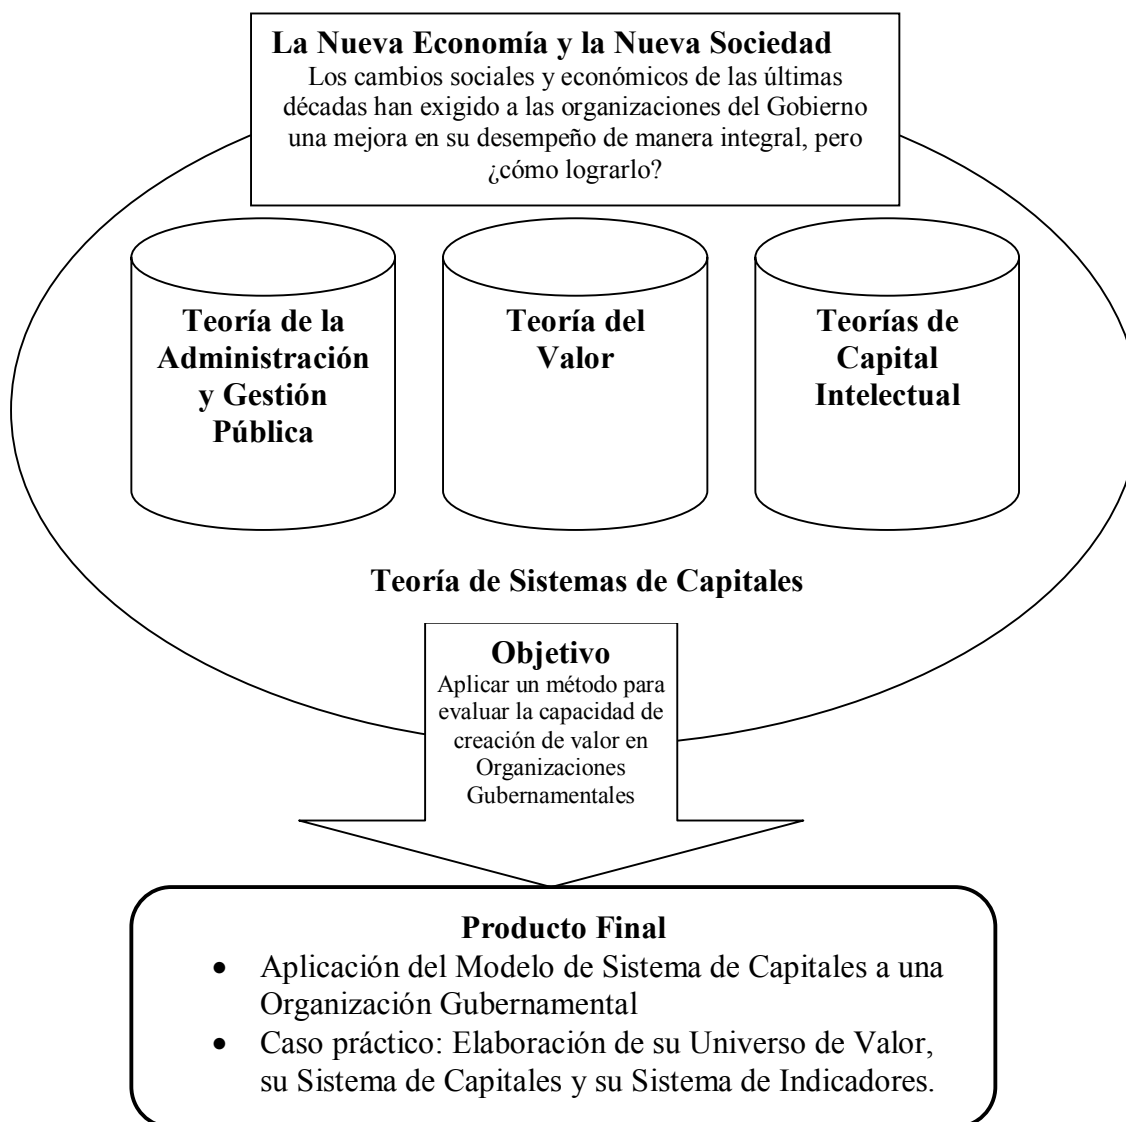 La Nueva Economía y la Nueva Sociedad
Los cambios sociales y económicos de las últimas
décadas han exigido a las organizaciones del Gobierno
una mejora en su desempeño de manera integral, pero
¿cómo lograrlo?
Teoría de la
Administración
y Gestión
Pública
Teoría del
Valor
Teorías de
Capital
Intelectual
Teoría de Sistemas de Capitales
Objetivo
Aplicar un método para
evaluar la capacidad de
creación de valor en
Organizaciones
Gubernamentales
Producto Final
• Aplicación del Modelo de Sistema de Capitales a una
Organización Gubernamental
• Caso práctico: Elaboración de su Universo de Valor,
su Sistema de Capitales y su Sistema de Indicadores.